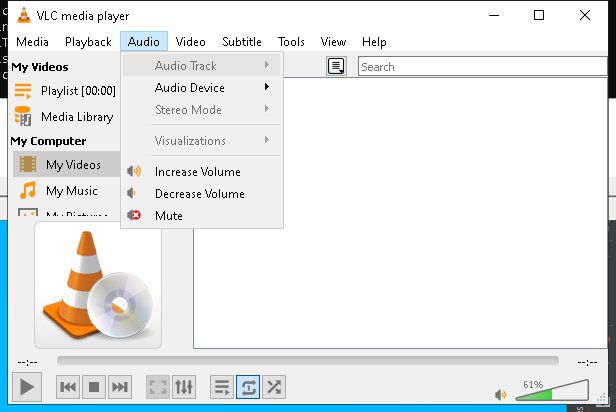 VLC media player
Media Playback Audio Video Subtitle Tools View Help
My Videos
Playlist [00:00]
Media Library
My Computer
My Videos
My Music
My Pictures
Audio Track
Audio Device
Stereo Mode
Visualizations
Increase Volume
Decrease Volume
Mute
Search
--:--
--:--
61%